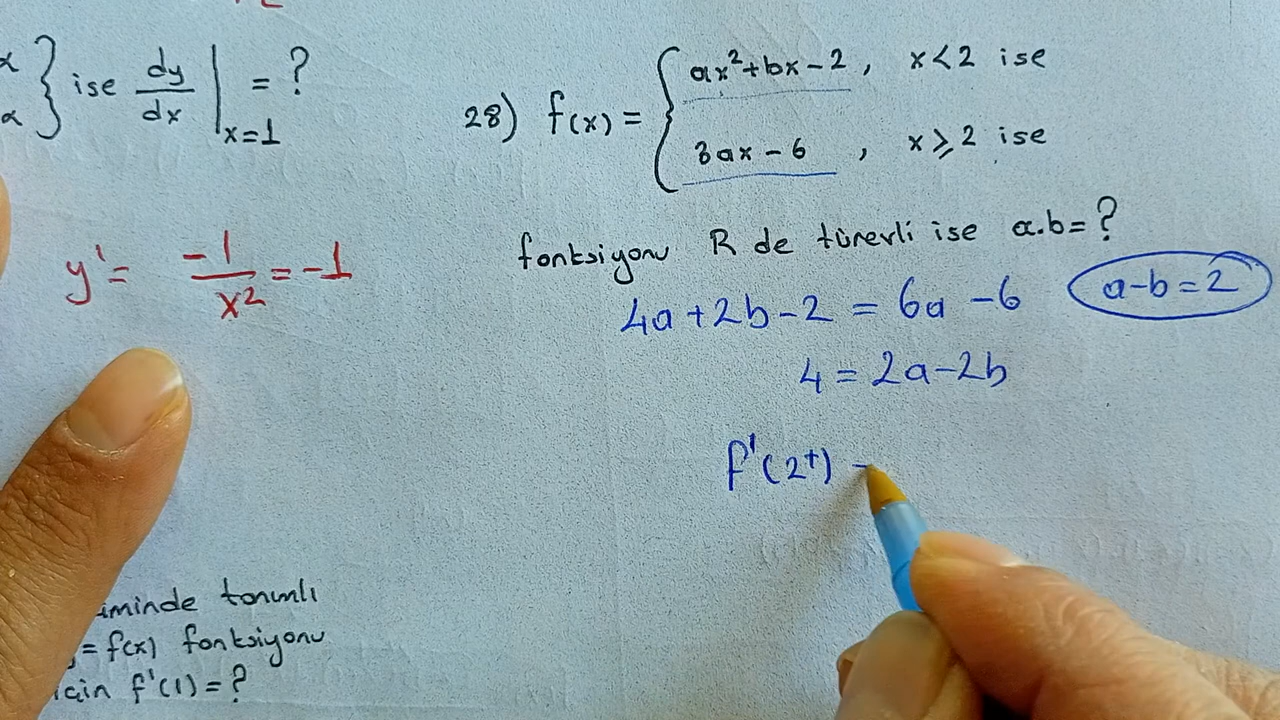 α } ise dy/dx |x=1 = ?
α
y' = -1/x² = -1
28) f(x) = { ax²+bx-2 , x<2 ise
3ax-6 , x⩾2 ise
fonksiyonu R de türevli ise a.b=?
4a+2b-2 = 6a-6
a-b=2
4 = 2a-2b
f'(2⁺) -
tanımlı
= f(x) fonksiyonu
için f'(1)=?